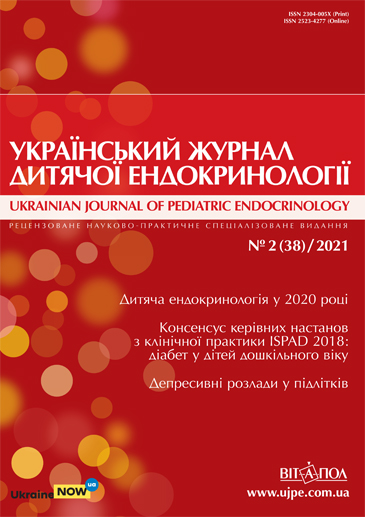 ISSN 2304-005X (Print)
ISSN 2523-4277 (Online)
УКРАЇНСЬКИЙ ЖУРНАЛ
ДИТЯЧОЇ ЕНДОКРИНОЛОГІЇ
UKRAINIAN JOURNAL OF PEDIATRIC ENDOCRINOLOGY
РЕЦЕНЗОВАНЕ НАУКОВО-ПРАКТИЧНЕ СПЕЦІАЛІЗОВАНЕ ВИДАННЯ
№ 2 (38) / 2021
Дитяча ендокринологія у 2020 році
Консенсус керівних настанов
з клінічної практики ISPAD 2018:
діабет у дітей дошкільного віку
Депресивні розлади у підлітків
ВІТ-А-ПОЛ
Ukraine NOW ua
www.ujpe.com.ua